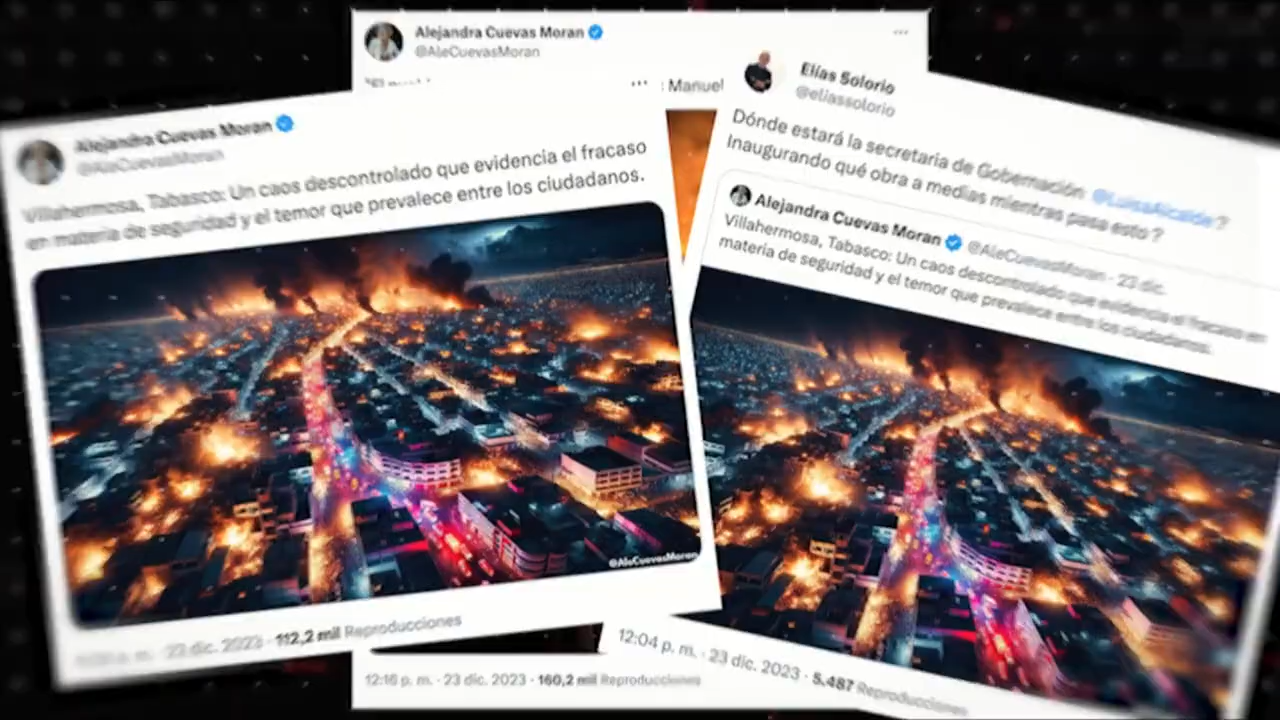 Alejandra Cuevas Moran
@AleCuevasMoran
: Manuel
12:16 p. m. · 23 dic. 2023 · 160,2 mil Reproducciones
Alejandra Cuevas Moran
@AleCuevasMoran
Villahermosa, Tabasco: Un caos descontrolado que evidencia el fracaso
en materia de seguridad y el temor que prevalece entre los ciudadanos.
@AleCuevasMoran
p. m. · 23 dic. 2023 · 112,2 mil Reproducciones
Elías Solorio
@eliassolorio
Dónde estará la secretaria de Gobernación @LuisaAlcalde ?
Inaugurando qué obra a medias mientras pasa esto ?
Alejandra Cuevas Moran @AleCuevasMoran · 23 dic.
Villahermosa, Tabasco: Un caos descontrolado que evidencia el fracaso en
materia de seguridad y el temor que prevalece entre los ciudadanos.
12:04 p. m. · 23 dic. 2023 · 5.487 Reproducciones